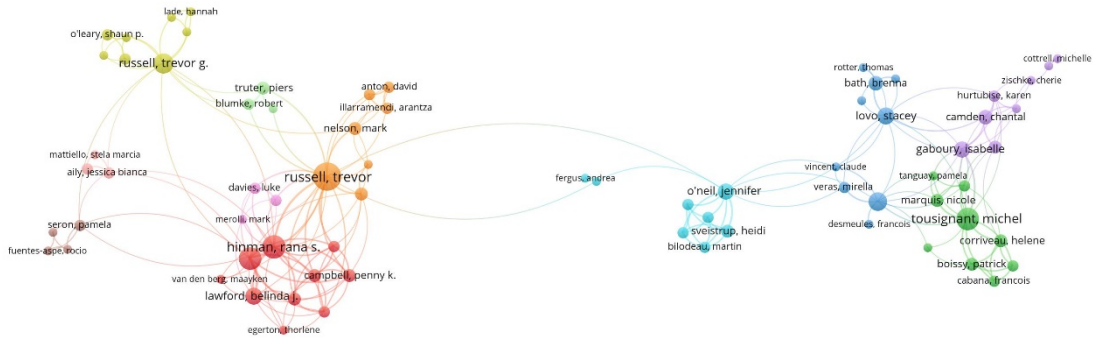 lade, hannah
o'leary, shaun p.
russell, trevor g.
truter, piers
blumke, robert
anton, david
illarramendi, arantza
nelson, mark
mattiello, stela marcia
aily, jessica bianca
russell, trevor
davies, luke
merolli, mark
seron, pamela
fuentes-aspe, rocio
hinman, rana s.
van den berg, maayken
campbell, penny k.
lawford, belinda j.
egerton, thorlene
fergus, andrea
o'neil, jennifer
sveistrup, heidi
bilodeau, martin
rotter, thomas
bath, brenna
lovo, stacey
cottrell, michelle
zischke, cherie
hurtubise, karen
camden, chantal
gaboury, isabelle
vincent, claude
veras, mirella
tanguay, pamela
marquis, nicole
desmeules, francois
tousignant, michel
corriveau, helene
boissy, patrick
cabana, francois